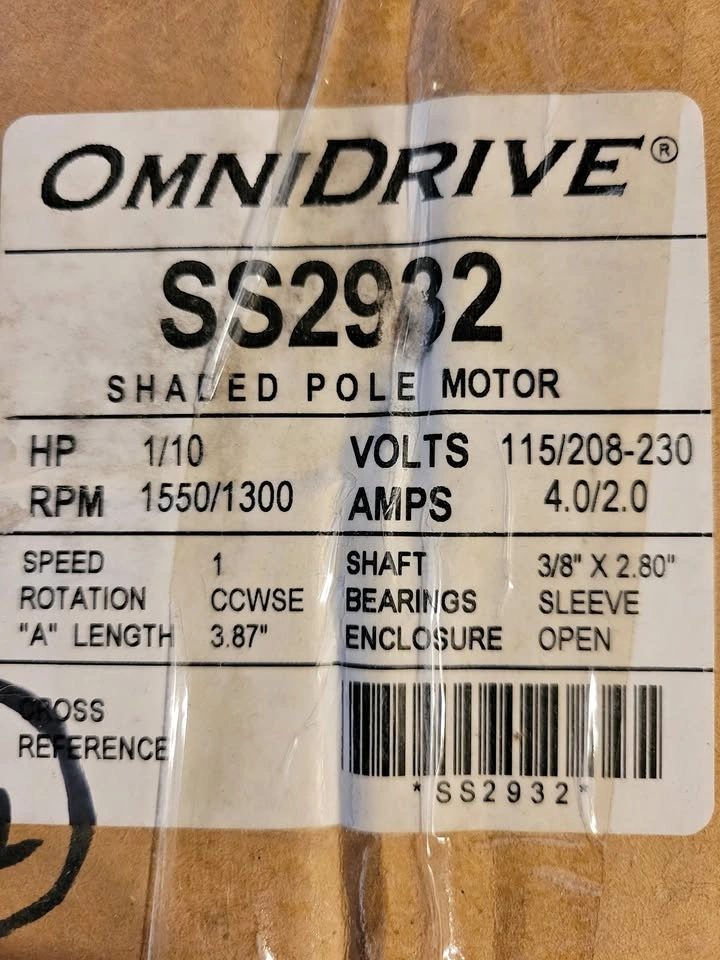 OMNIDRIVE®
SS2932
SHADED POLE MOTOR
HP 1/10 VOLTS 115/208-230
RPM 1550/1300 AMPS 4.0/2.0
SPEED 1 SHAFT 3/8" X 2.80"
ROTATION CCWSE BEARINGS SLEEVE
"A" LENGTH 3.87" ENCLOSURE OPEN
CROSS
REFERENCE
*SS2932*